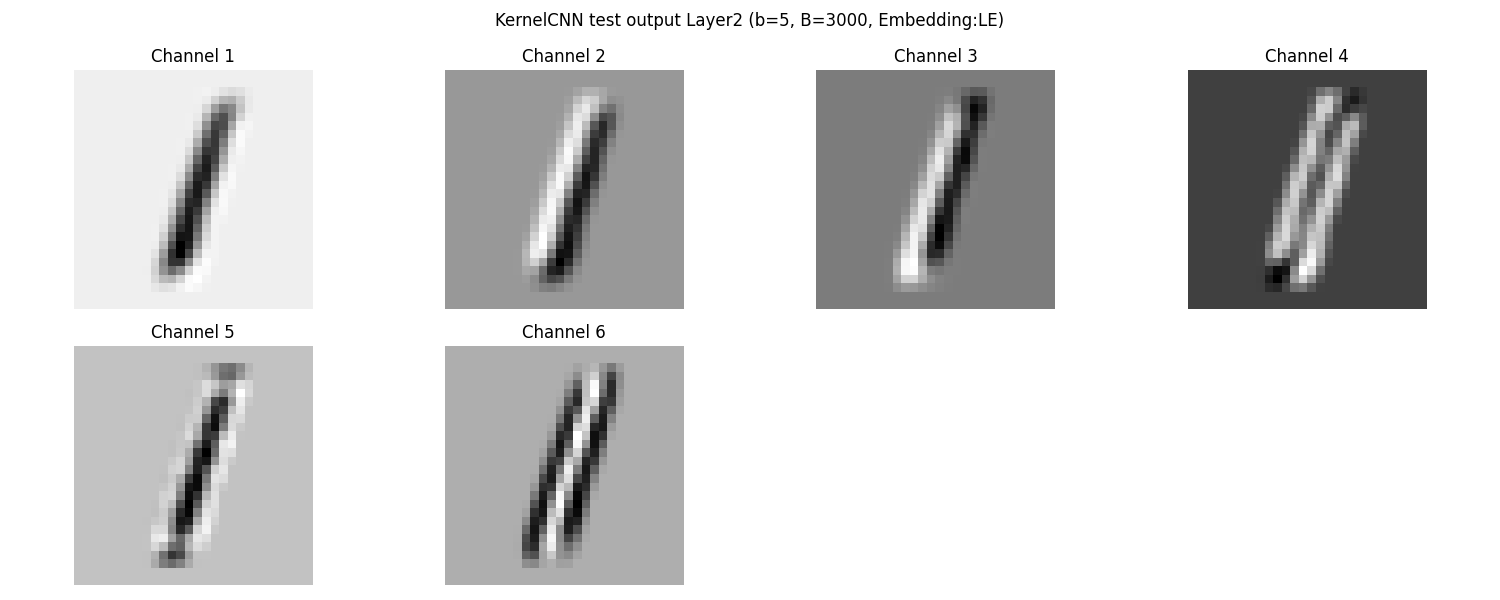 KernelCNN test output Layer2 (b=5, B=3000, Embedding:LE)
Channel 1
Channel 2
Channel 3
Channel 4
Channel 5
Channel 6